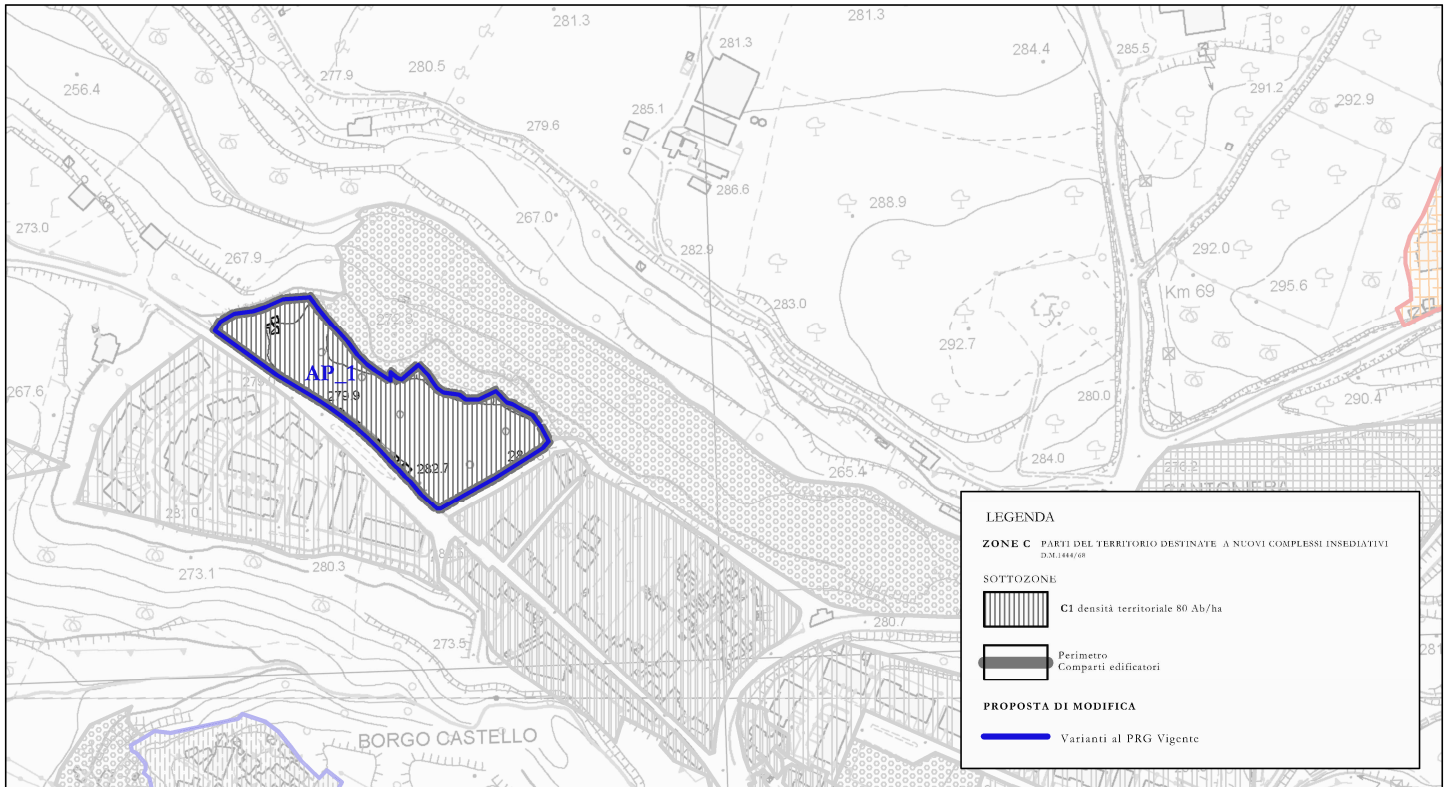 281.3
281.3
281.3
284.4
285.5
277.9
280.5
291.2
292.9
256.4
285.1
279.6
286.6
288.9
267.0
273.0
282.9
292.0
267.9
Km 69
295.6
283.0
292.7
AP_1
279.9
267.6
280.0
290.4
282.7
28
265.4
284.0
270.2
CANTONIERA
281.0
273.1
280.3
273.5
280.7
281
BORGO CASTELLO
LEGENDA
ZONE C PARTI DEL TERRITORIO DESTINATE A NUOVI COMPLESSI INSEDIATIVI
D.M.1444/68
SOTTOZONE
C1 densità territoriale 80 Ab/ha
Perimetro
Comparti edificatori
PROPOSTA DI MODIFICA
Varianti al PRG Vigente